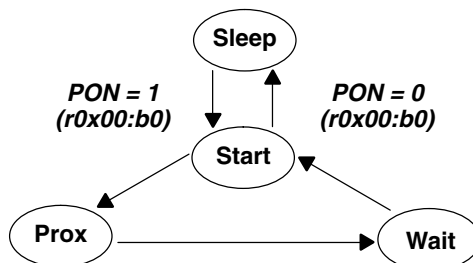 Sleep
PON = 1
(r0x00:b0)
PON = 0
(r0x00:b0)
Start
Prox
Wait